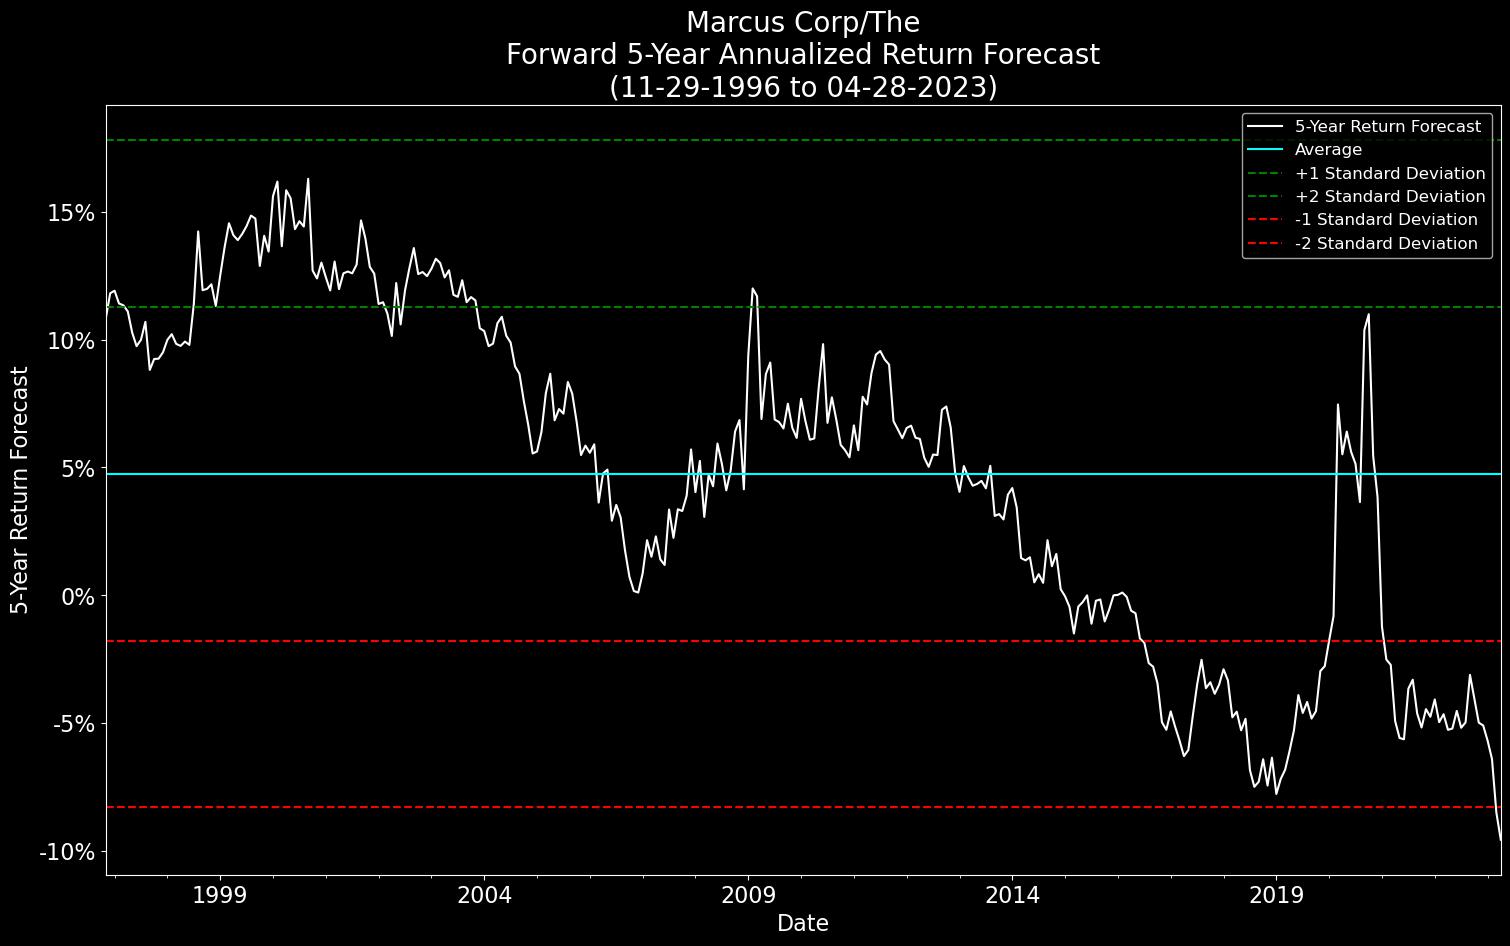 Marcus Corp/The
Forward 5-Year Annualized Return Forecast
(11-29-1996 to 04-28-2023)
5-Year Return Forecast
Average
+1 Standard Deviation
+2 Standard Deviation
-1 Standard Deviation
-2 Standard Deviation
15%
10%
5%
0%
-5%
-10%
5-Year Return Forecast
1999
2004
2009
2014
2019
Date